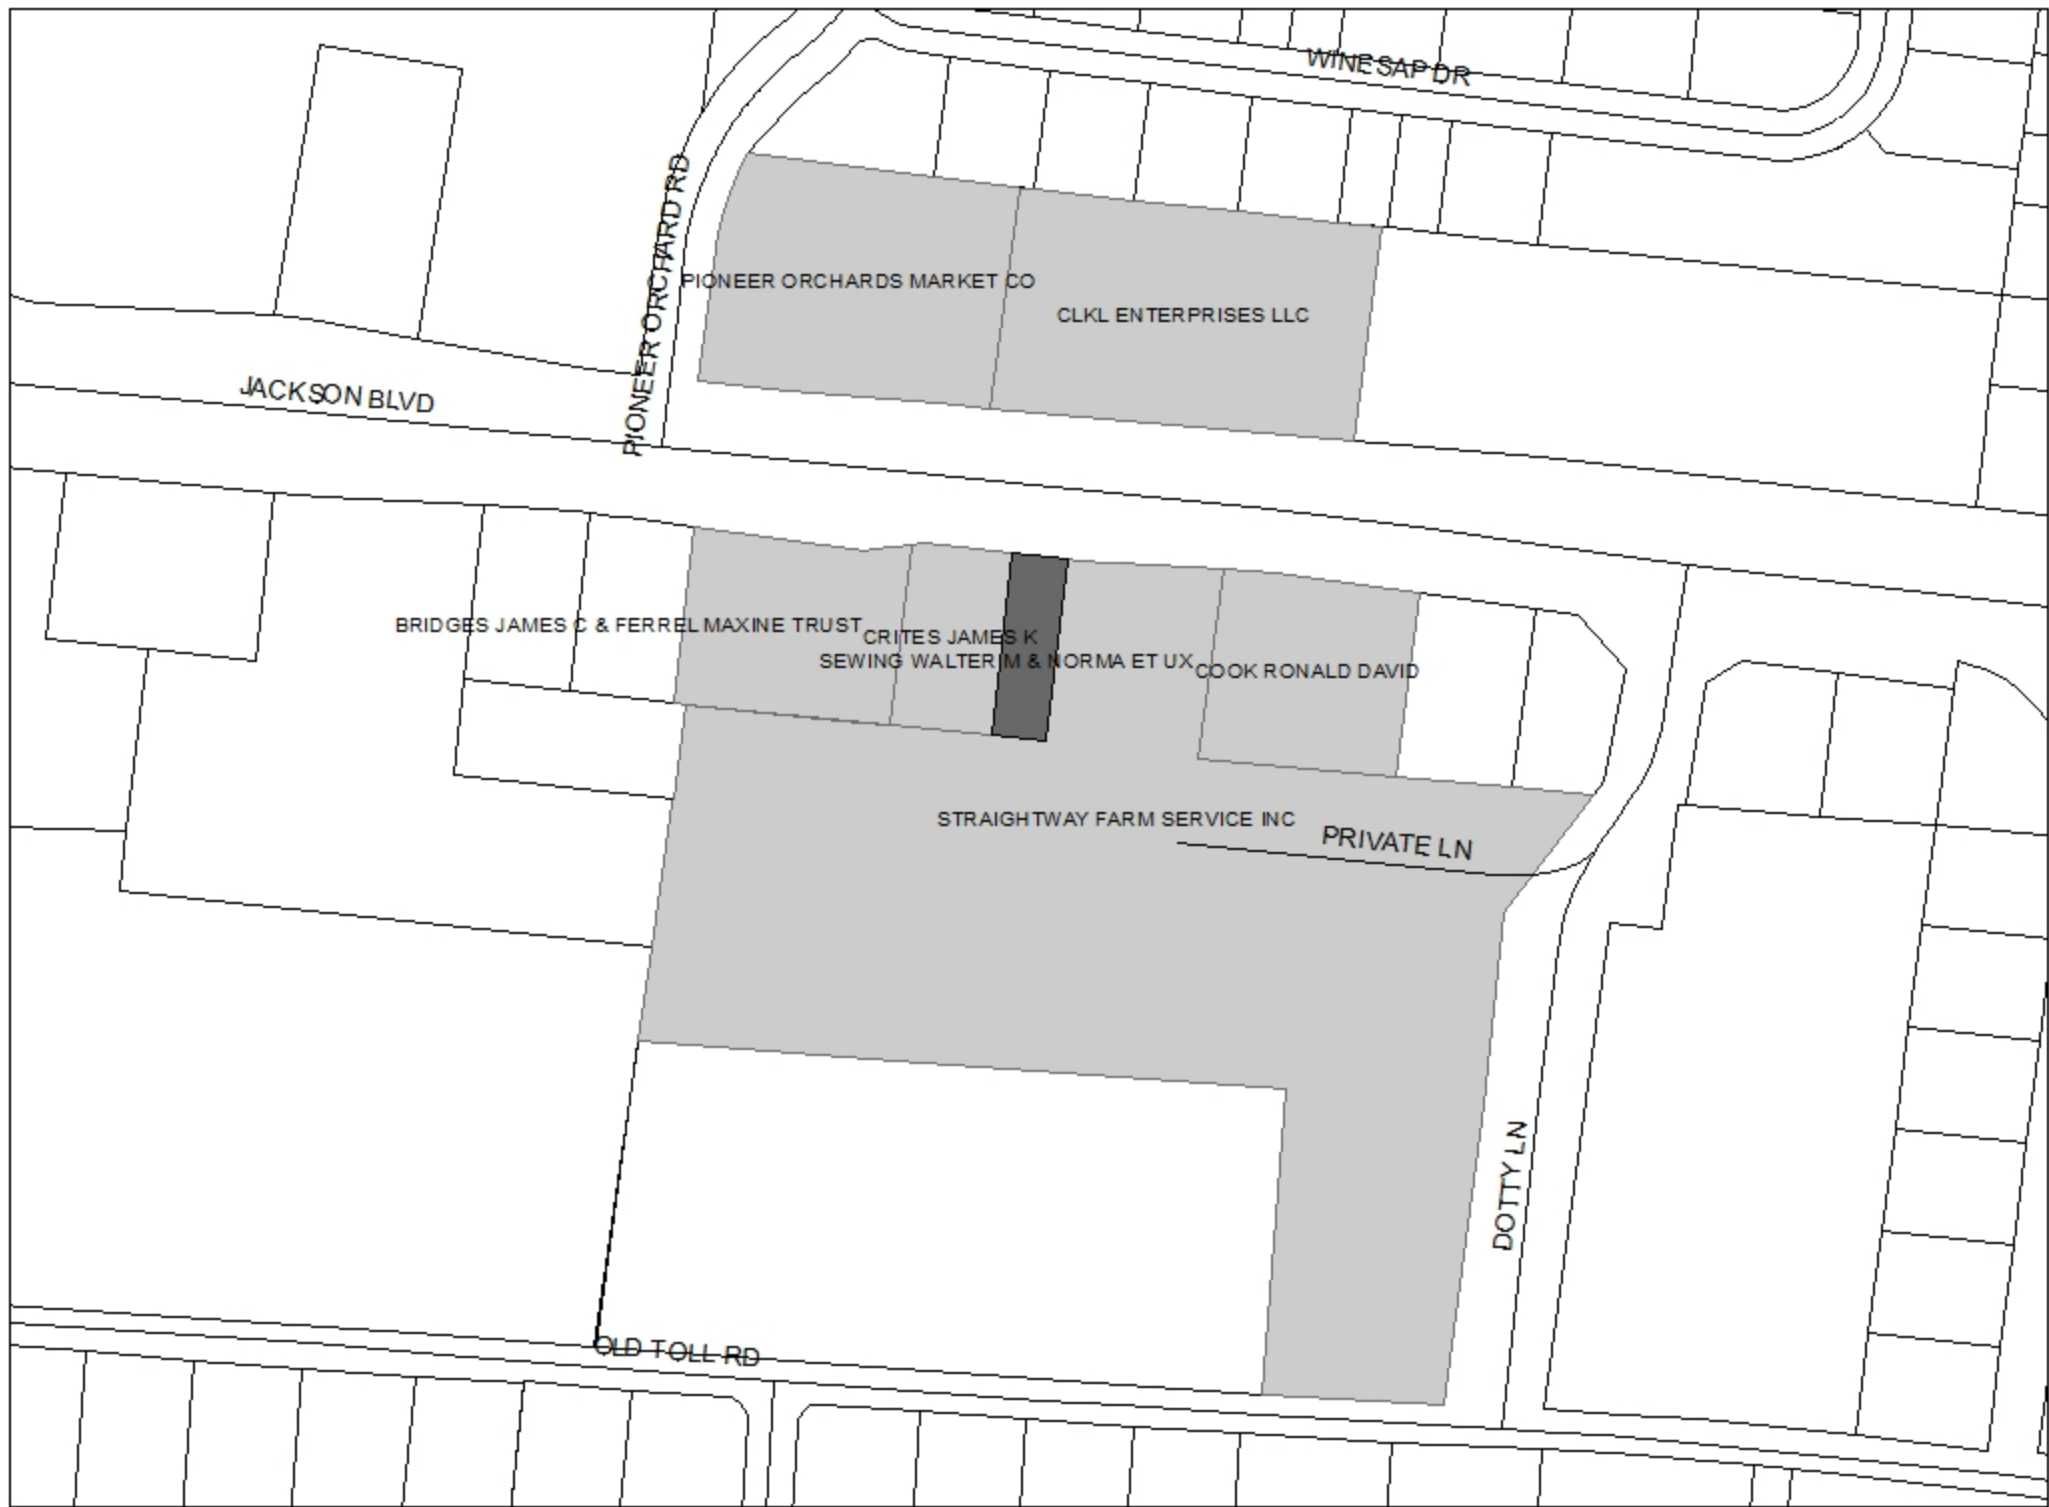 WINESAP DR
PIONEER ORCHARD RD
PIONEER ORCHARDS MARKET CO
CLKL ENTERPRISES LLC
JACKSON BLVD
BRIDGES JAMES C & FERREL MAXINE TRUST
CRITES JAMES K
SEWING WALTER M & NORMA ET UX
COOK RONALD DAVID
STRAIGHTWAY FARM SERVICE INC
PRIVATE LN
DOTTY LN
OLD TOLL RD